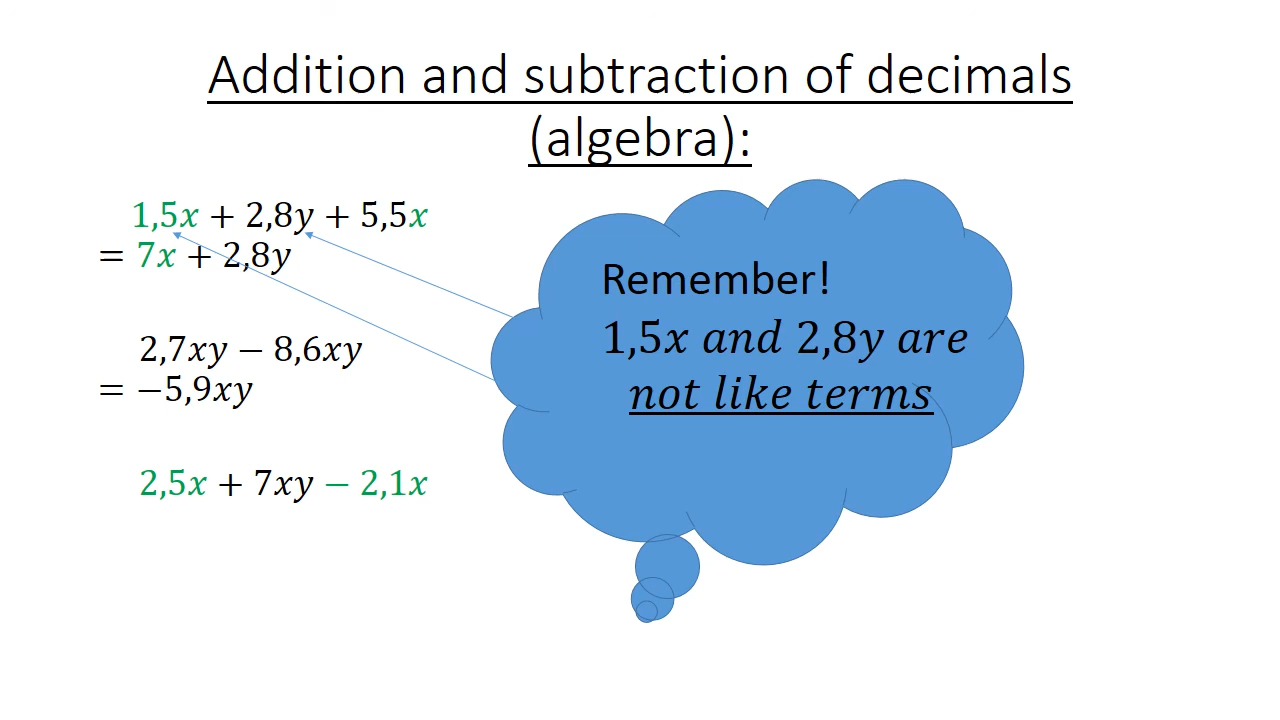 Addition and subtraction of decimals
(algebra):
1,5x + 2,8y + 5,5x
= 7x + 2,8y
2,7xy − 8,6xy
= −5,9xy
2,5x + 7xy − 2,1x
Remember!
1,5x and 2,8y are
not like terms